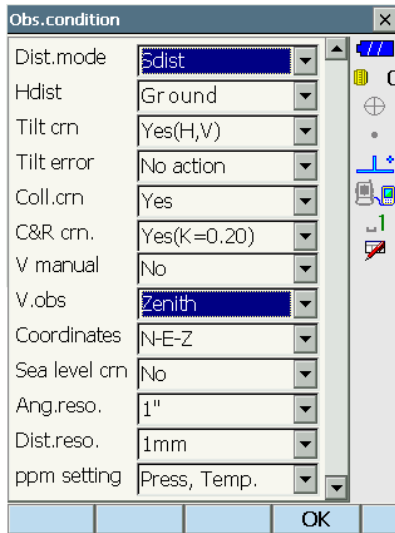 Obs.condition
Dist.mode Sdist
Hdist Ground
Tilt crn Yes(H,V)
Tilt error No action
Coll.crn Yes
C&R crn. Yes(K=0.20)
V manual No
V.obs Zenith
Coordinates N-E-Z
Sea level crn No
Ang.reso. 1"
Dist.reso. 1mm
ppm setting Press, Temp.
1
OK